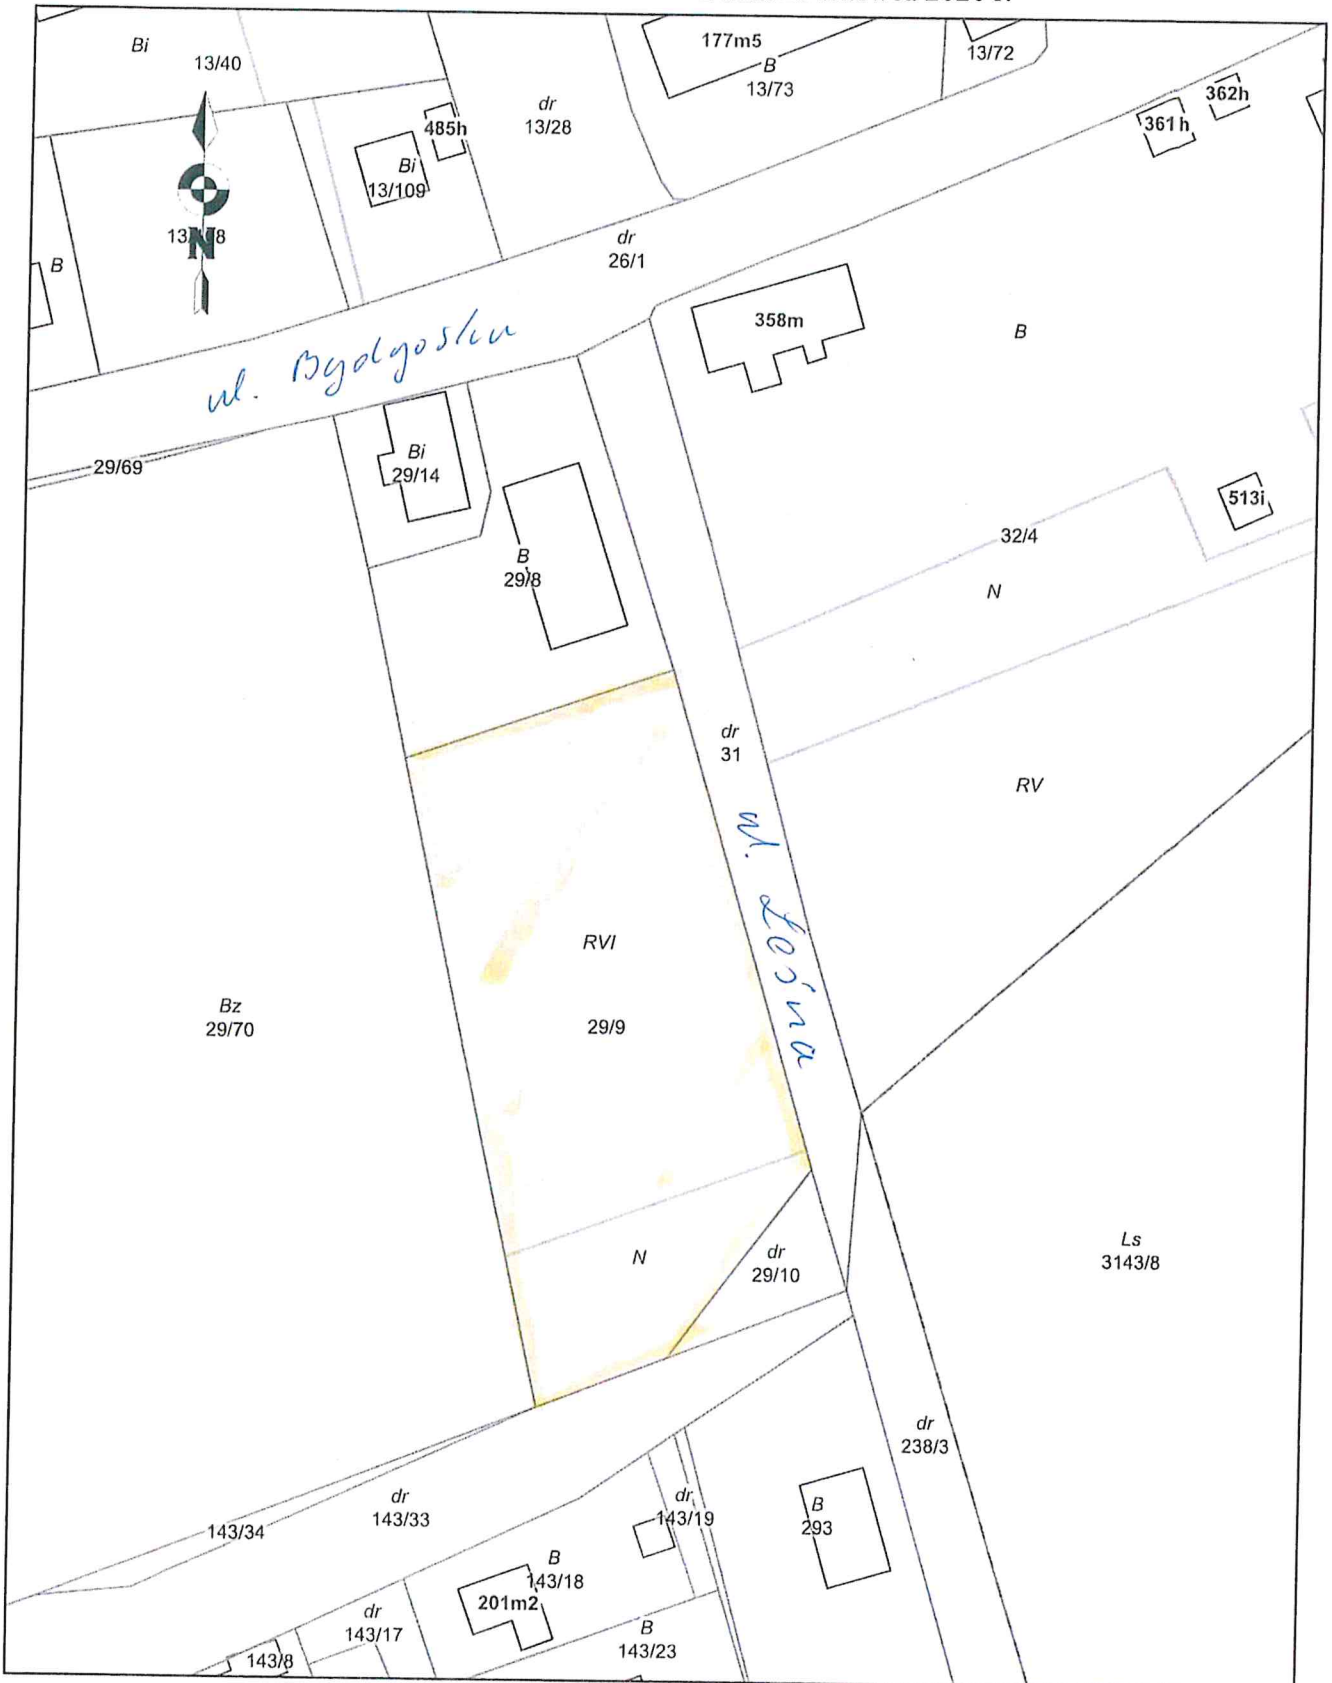 Bi
13/40
177m5
B
13/73
13/72
dr
13/28
485h
Bi
13/109
362h
361h
N
B
dr
26/1
ul. Bydgoska
358m
B
29/69
Bi
29/14
513i
32/4
B
29/8
N
dr
31
RV
ul. Leśna
RVI
29/9
Bz
29/70
N
dr
29/10
Ls
3143/8
dr
238/3
dr
143/33
143/34
dr
143/19
B
293
B
143/18
201m2
dr
143/17
B
143/23
143/8